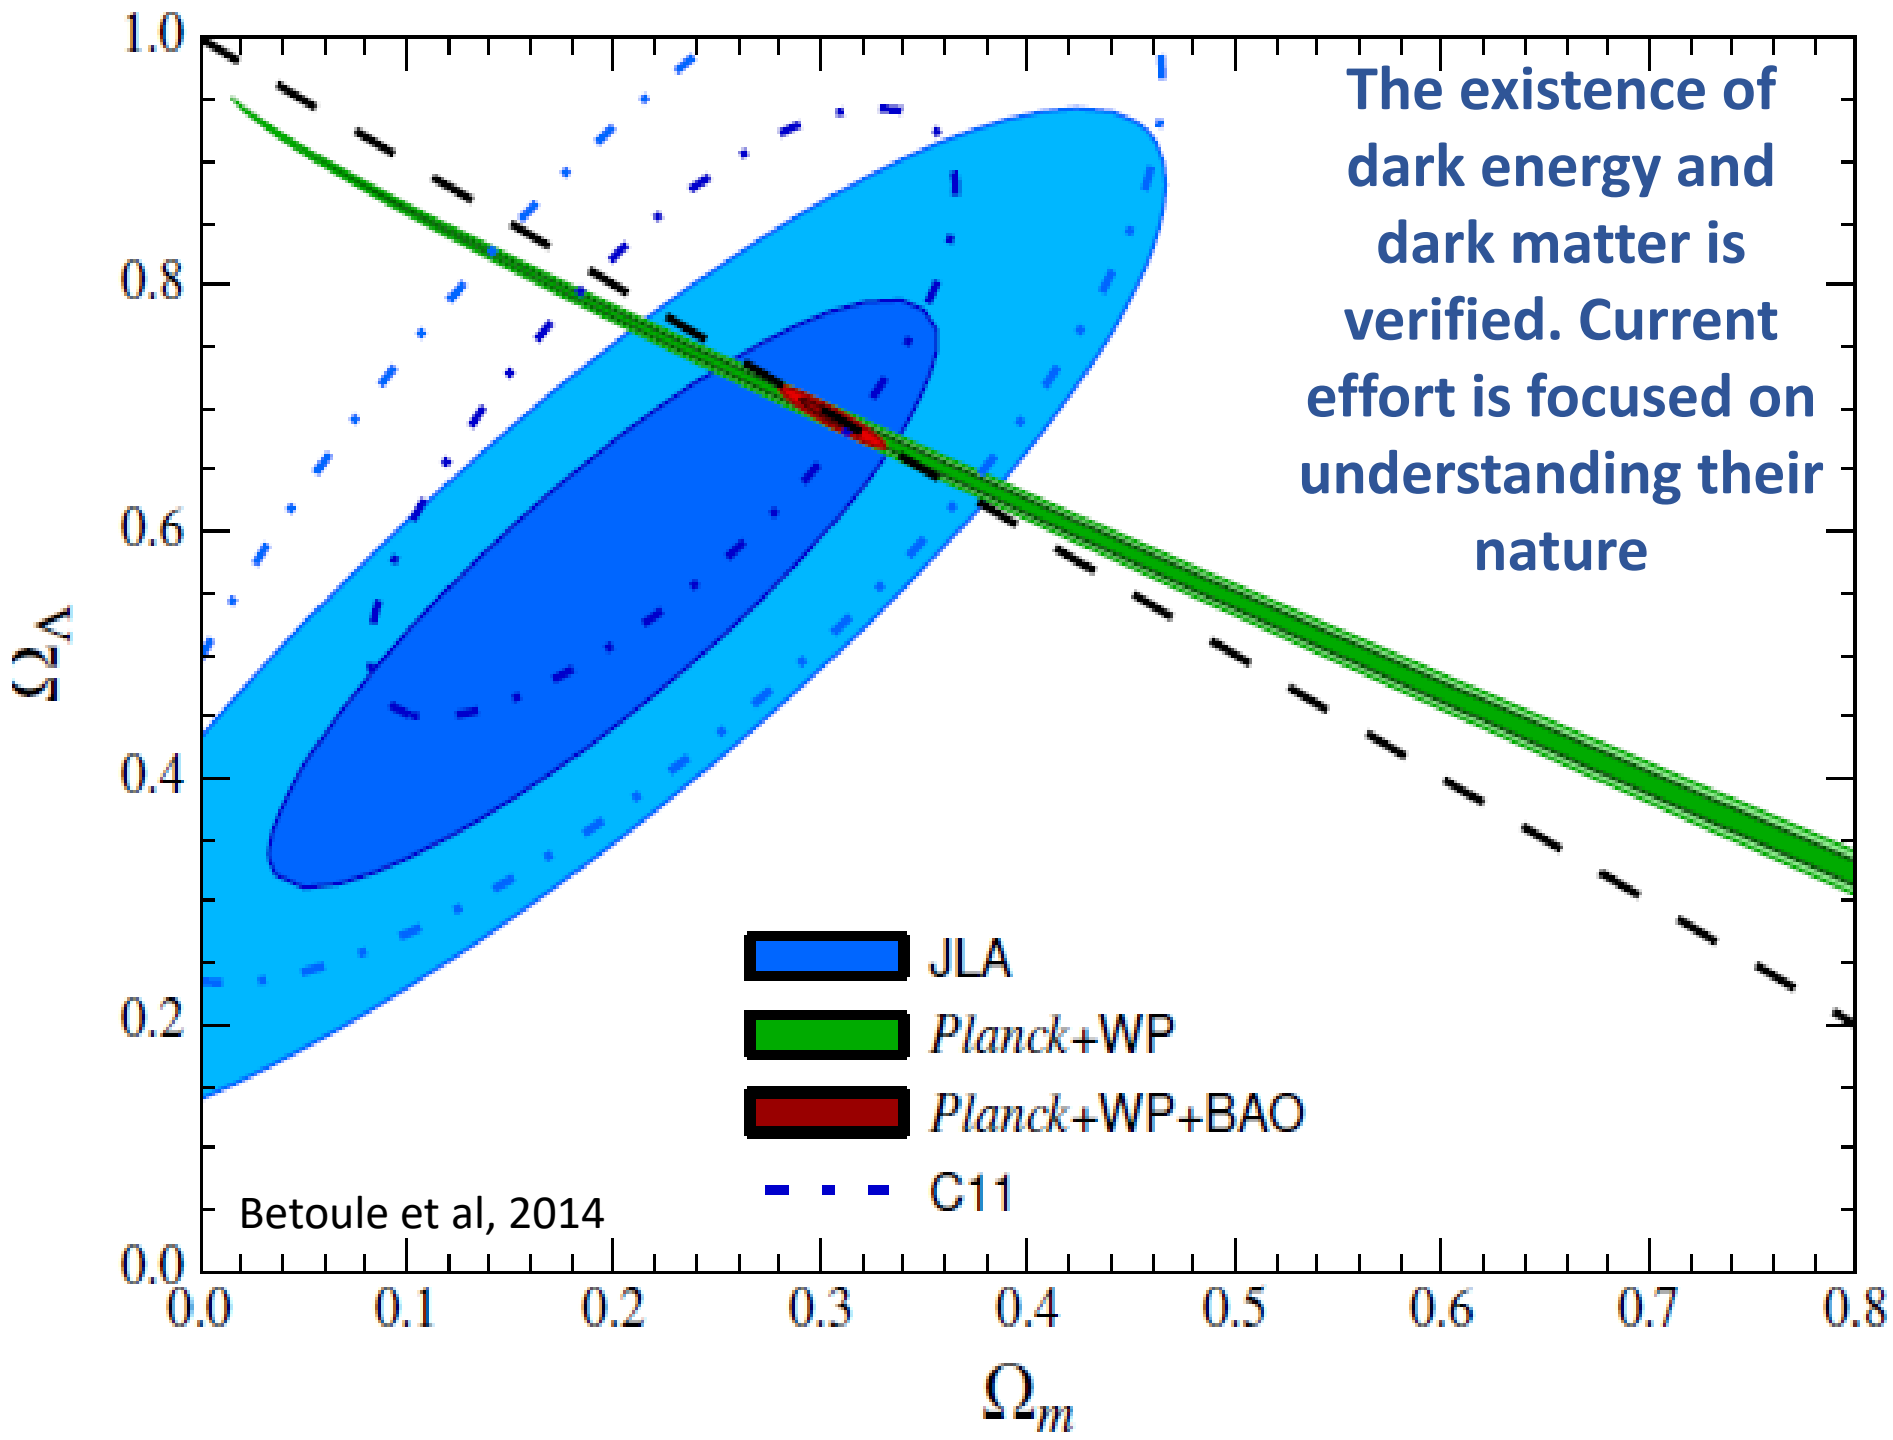 1.0
0.8
0.6
0.4
0.2
0.0
Ω_Λ
The existence of
dark energy and
dark matter is
verified. Current
effort is focused on
understanding their
nature
JLA
Planck+WP
Planck+WP+BAO
C11
Betoule et al, 2014
0.0 0.1 0.2 0.3 0.4 0.5 0.6 0.7 0.8
Ω_m